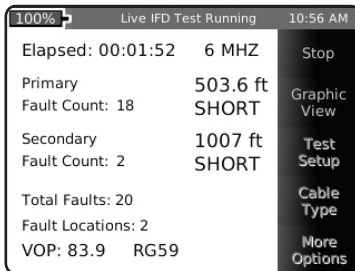 100% Live IFD Test Running 10:56 AM
Elapsed: 00:01:52 6 MHZ
Stop
Primary 503.6 ft
Fault Count: 18 SHORT
Graphic
View
Secondary 1007 ft
Fault Count: 2 SHORT
Test
Setup
Total Faults: 20
Cable
Type
Fault Locations: 2
VOP: 83.9 RG59
More
Options